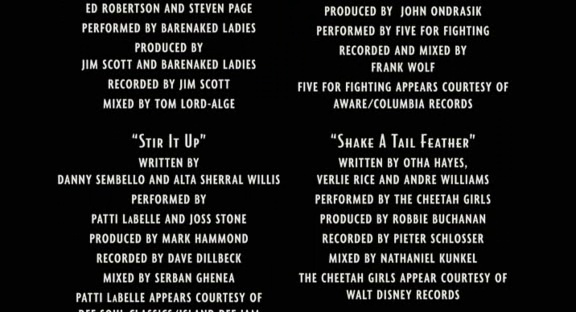 ED ROBERTSON AND STEVEN PAGE
PERFORMED BY BARENAKED LADIES
PRODUCED BY
JIM SCOTT AND BARENAKED LADIES
RECORDED BY JIM SCOTT
MIXED BY TOM LORD-ALGE
"STIR IT UP"
WRITTEN BY
DANNY SEMBELLO AND ALTA SHERRAL WILLIS
PERFORMED BY
PATTI LABELLE AND JOSS STONE
PRODUCED BY MARK HAMMOND
RECORDED BY DAVE DILLBECK
MIXED BY SERBAN GHENEA
PATTI LABELLE APPEARS COURTESY OF
DEF SOUL CLASSICS/ISLAND DEF JAM
PRODUCED BY JOHN ONDRASIK
PERFORMED BY FIVE FOR FIGHTING
RECORDED AND MIXED BY
FRANK WOLF
FIVE FOR FIGHTING APPEARS COURTESY OF
AWARE/COLUMBIA RECORDS
"SHAKE A TAIL FEATHER"
WRITTEN BY OTHA HAYES,
VERLIE RICE AND ANDRE WILLIAMS
PERFORMED BY THE CHEETAH GIRLS
PRODUCED BY ROBBIE BUCHANAN
RECORDED BY PIETER SCHLOSSER
MIXED BY NATHANIEL KUNKEL
THE CHEETAH GIRLS APPEAR COURTESY OF
WALT DISNEY RECORDS